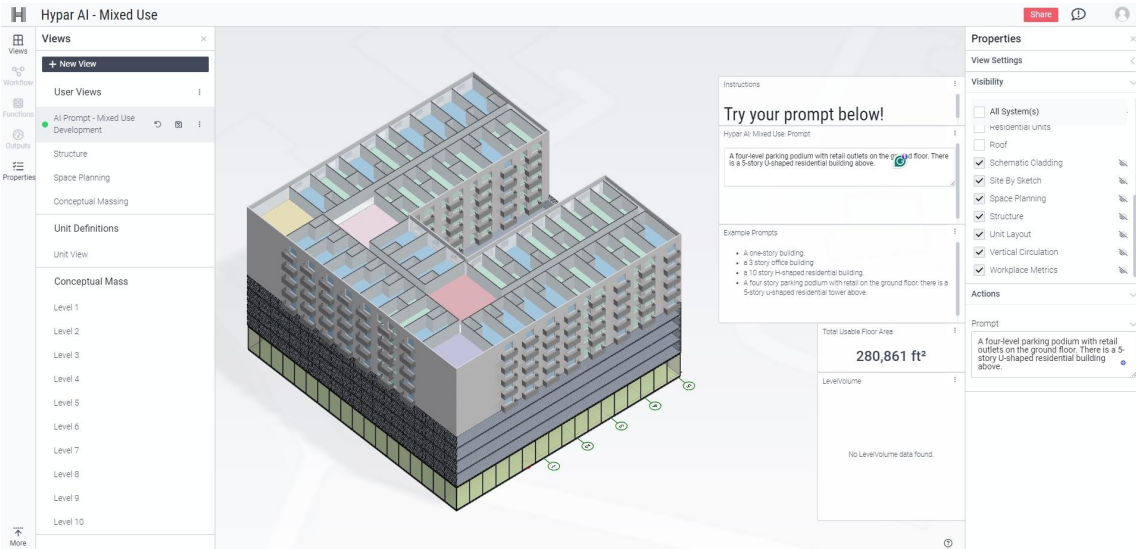 Hypar AI - Mixed Use
Share
Views
Workflow
Functions
Outputs
Properties
More
Views
+ New View
User Views
AI Prompt - Mixed Use
Development
Structure
Space Planning
Conceptual Massing
Unit Definitions
Unit View
Conceptual Mass
Level 1
Level 2
Level 3
Level 4
Level 5
Level 6
Level 7
Level 8
Level 9
Level 10
Instructions
Try your prompt below!
Hypar AI: Mixed Use: Prompt
A four-level parking podium with retail outlets on the ground floor. There
is a 5-story U-shaped residential building above.
Example Prompts
A one-story building.
a 3 story office building
a 10 story H-shaped residential building.
A four story parking podium with retail on the ground floor. there is a
5-story u-shaped residential tower above.
Total Usable Floor Area
280,861 ft²
LevelVolume
No LevelVolume data found.
Properties
View Settings
Visibility
All System(s)
Residential Units
Roof
Schematic Cladding
Site By Sketch
Space Planning
Structure
Unit Layout
Vertical Circulation
Workplace Metrics
Actions
Prompt
A four-level parking podium with retail
outlets on the ground floor. There is a 5-
story U-shaped residential building
above.